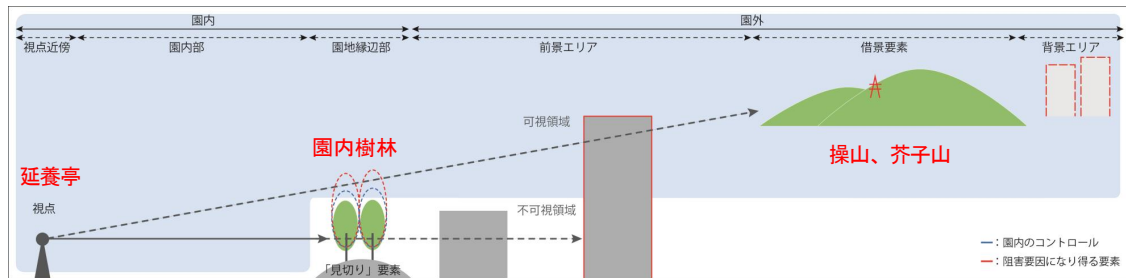 園内
園外
視点近傍
園内部
園地縁辺部
前景エリア
借景要素
背景エリア
可視領域
園内樹林
操山、芥子山
延養亭
視点
不可視領域
「見切り」要素
―：園内のコントロール
―：阻害要因になり得る要素